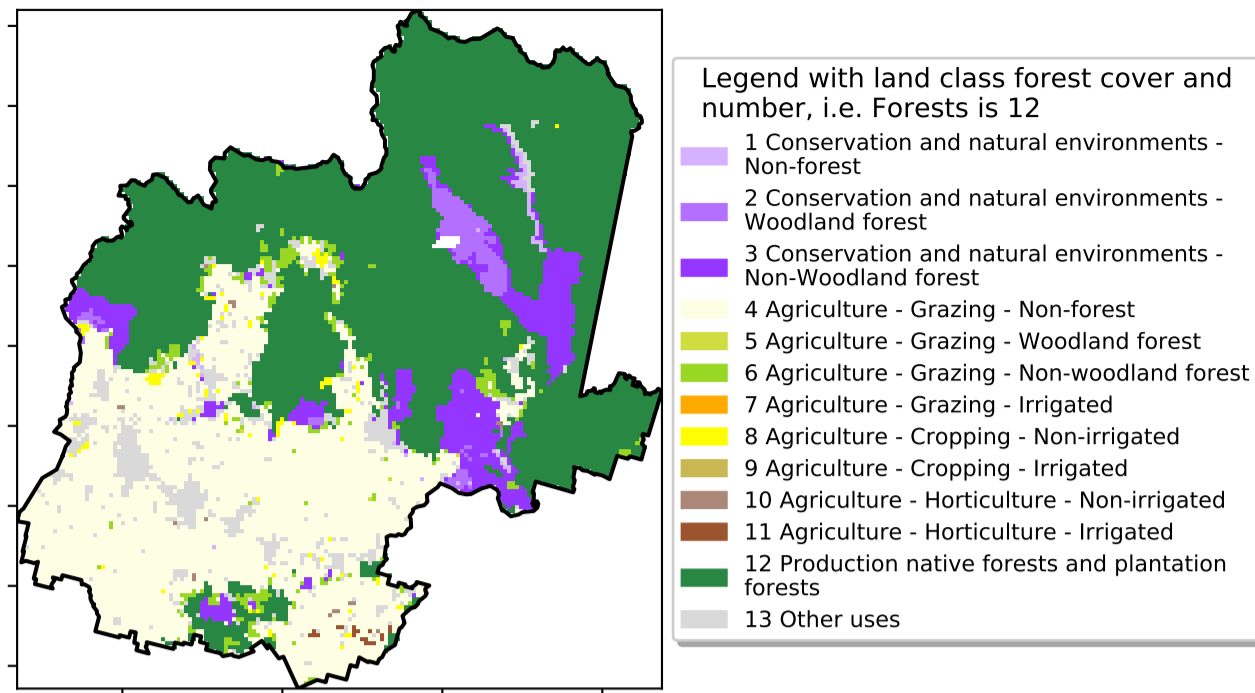 Legend with land class forest cover and
number, i.e. Forests is 12
1 Conservation and natural environments -
Non-forest
2 Conservation and natural environments -
Woodland forest
3 Conservation and natural environments -
Non-Woodland forest
4 Agriculture - Grazing - Non-forest
5 Agriculture - Grazing - Woodland forest
6 Agriculture - Grazing - Non-woodland forest
7 Agriculture - Grazing - Irrigated
8 Agriculture - Cropping - Non-irrigated
9 Agriculture - Cropping - Irrigated
10 Agriculture - Horticulture - Non-irrigated
11 Agriculture - Horticulture - Irrigated
12 Production native forests and plantation
forests
13 Other uses